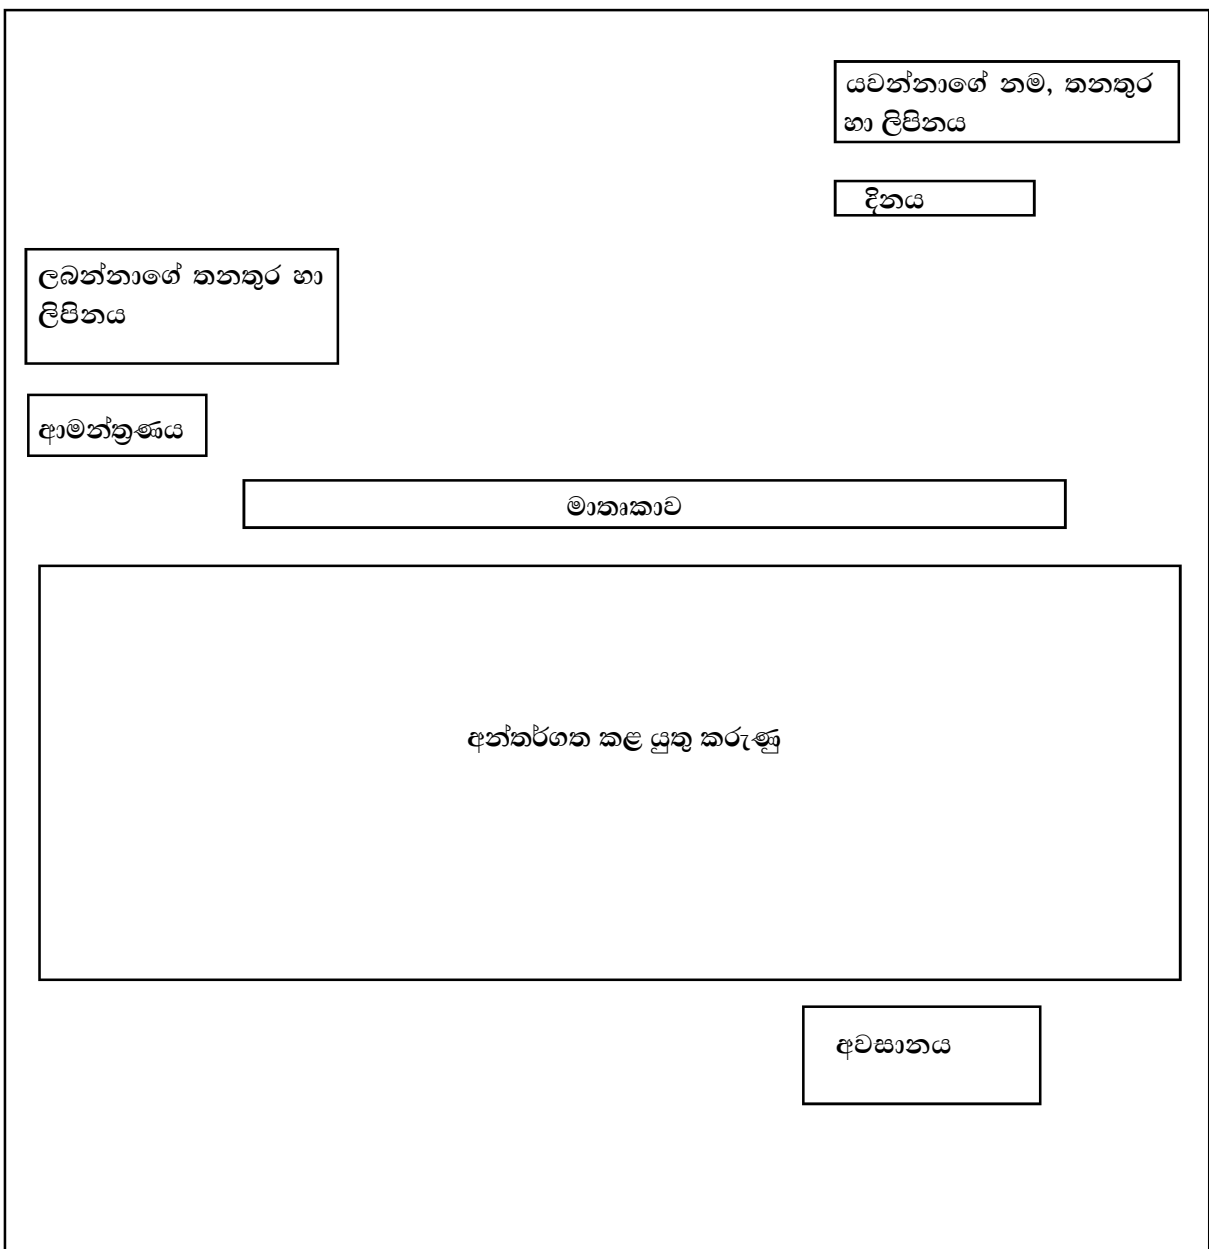 යවන්නාගේ නම, තනතුර
හා ලිපිනය
දිනය
ලබන්නාගේ තනතුර හා
ලිපිනය
ආමන්ත්‍රණය
මාතෘකාව
අන්තර්ගත කළ යුතු කරුණු
අවසානය